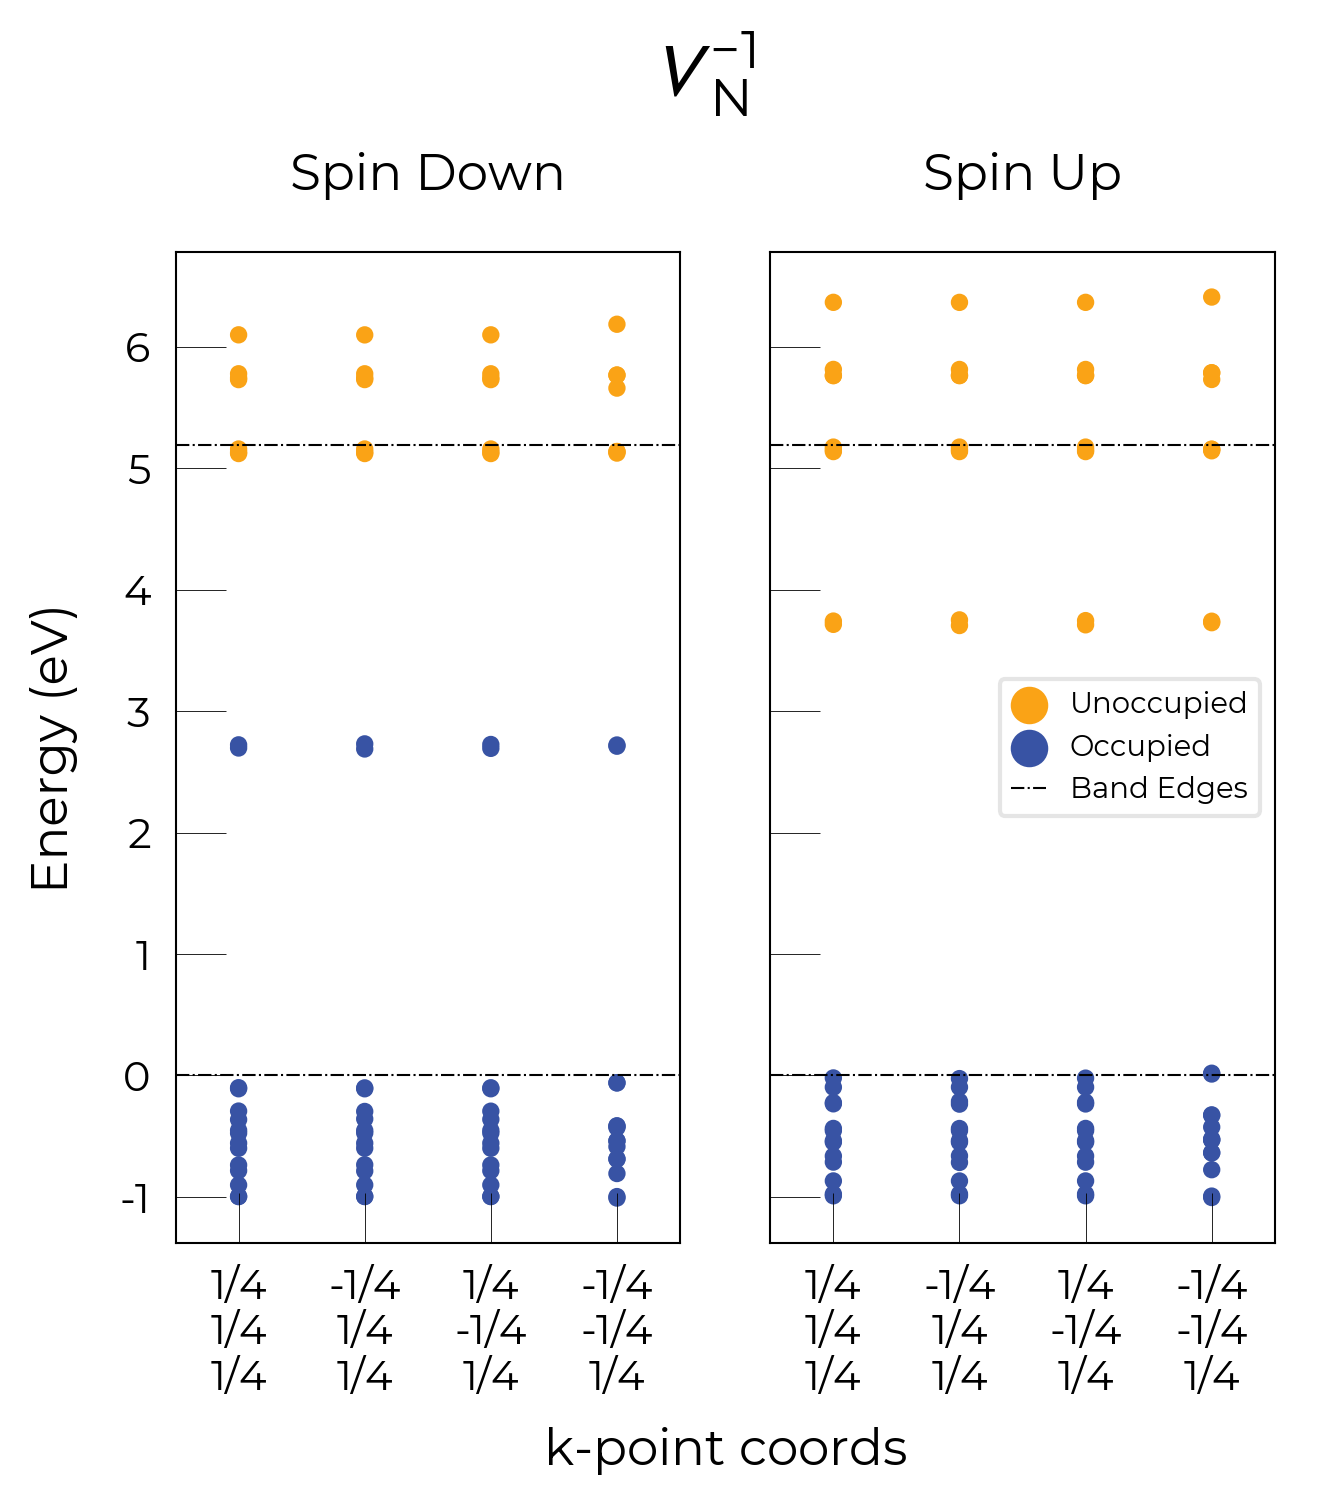 V_N^{-1}
Spin Down
Spin Up
Energy (eV)
6
5
4
3
2
1
0
-1
Unoccupied
Occupied
Band Edges
1/4 -1/4 1/4 -1/4 1/4 -1/4 1/4 -1/4
1/4 1/4 -1/4 -1/4 1/4 1/4 -1/4 -1/4
1/4 1/4 1/4 1/4 1/4 1/4 1/4 1/4
k-point coords